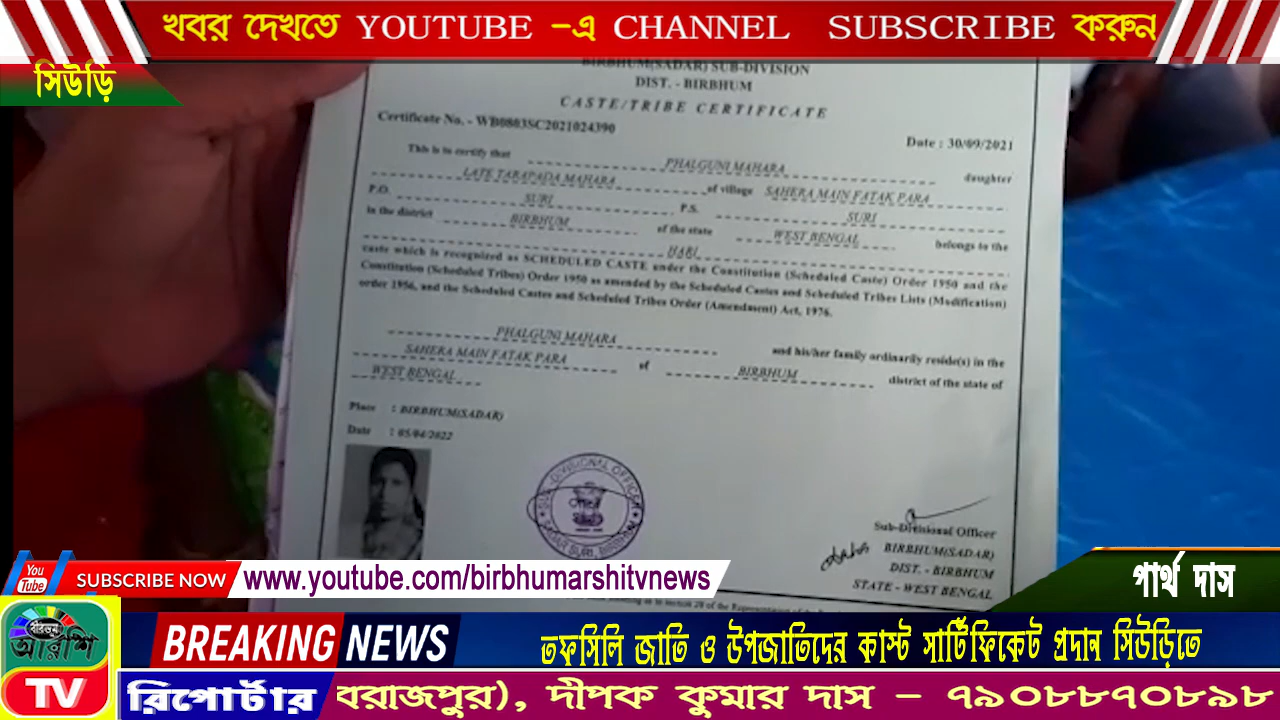 খবর দেখতে YOUTUBE -এ CHANNEL SUBSCRIBE করুন
সিউড়ি
BIRBHUM(SADAR) SUB-DIVISION
DIST. - BIRBHUM
CASTE/TRIBE CERTIFICATE
Certificate No. - WB0803SC2021024390
Date : 30/09/2021
This is to certify that PHALGUNI MAHARA daughter
LATE TARAPADA MAHARA of village SAHERA MAIN FATAK PARA
P.O. SURI P.S. SURI
in the district BIRBHUM of the state WEST BENGAL belongs to the
HARI
caste which is recognized as SCHEDULED CASTE under the Constitution (Scheduled Caste) Order 1950 and the
Constitution (Scheduled Tribes) Order 1950 as amended by the Scheduled Castes and Scheduled Tribes Lists (Modification)
order 1956, and the Scheduled Castes and Scheduled Tribes Order (Amendment) Act, 1976.
PHALGUNI MAHARA and his/her family ordinarily reside(s) in the
SAHERA MAIN FATAK PARA of BIRBHUM district of the state of
WEST BENGAL
Place : BIRBHUM(SADAR)
Date : 05/04/2022
SUB-DIVISIONAL OFFICER
Sub-Divisional Officer
BIRBHUM(SADAR)
DIST. - BIRBHUM
STATE - WEST BENGAL
You Tube SUBSCRIBE NOW www.youtube.com/birbhumarshitvnews
পার্থ দাস
বীরভূম
আরশি
TV
BREAKING NEWS তফসিলি জাতি ও উপজাতিদের কাস্ট সার্টিফিকেট প্রদান সিউড়িতে
রিপোর্টার বরাজপুর), দীপক কুমার দাস – ৭৯০৮৮৭০৮৯৮